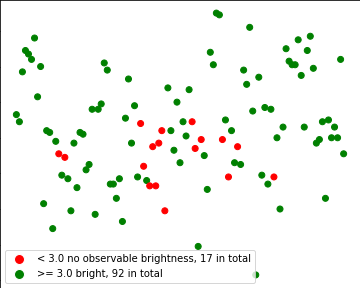 < 3.0 no observable brightness, 17 in total
>= 3.0 bright, 92 in total